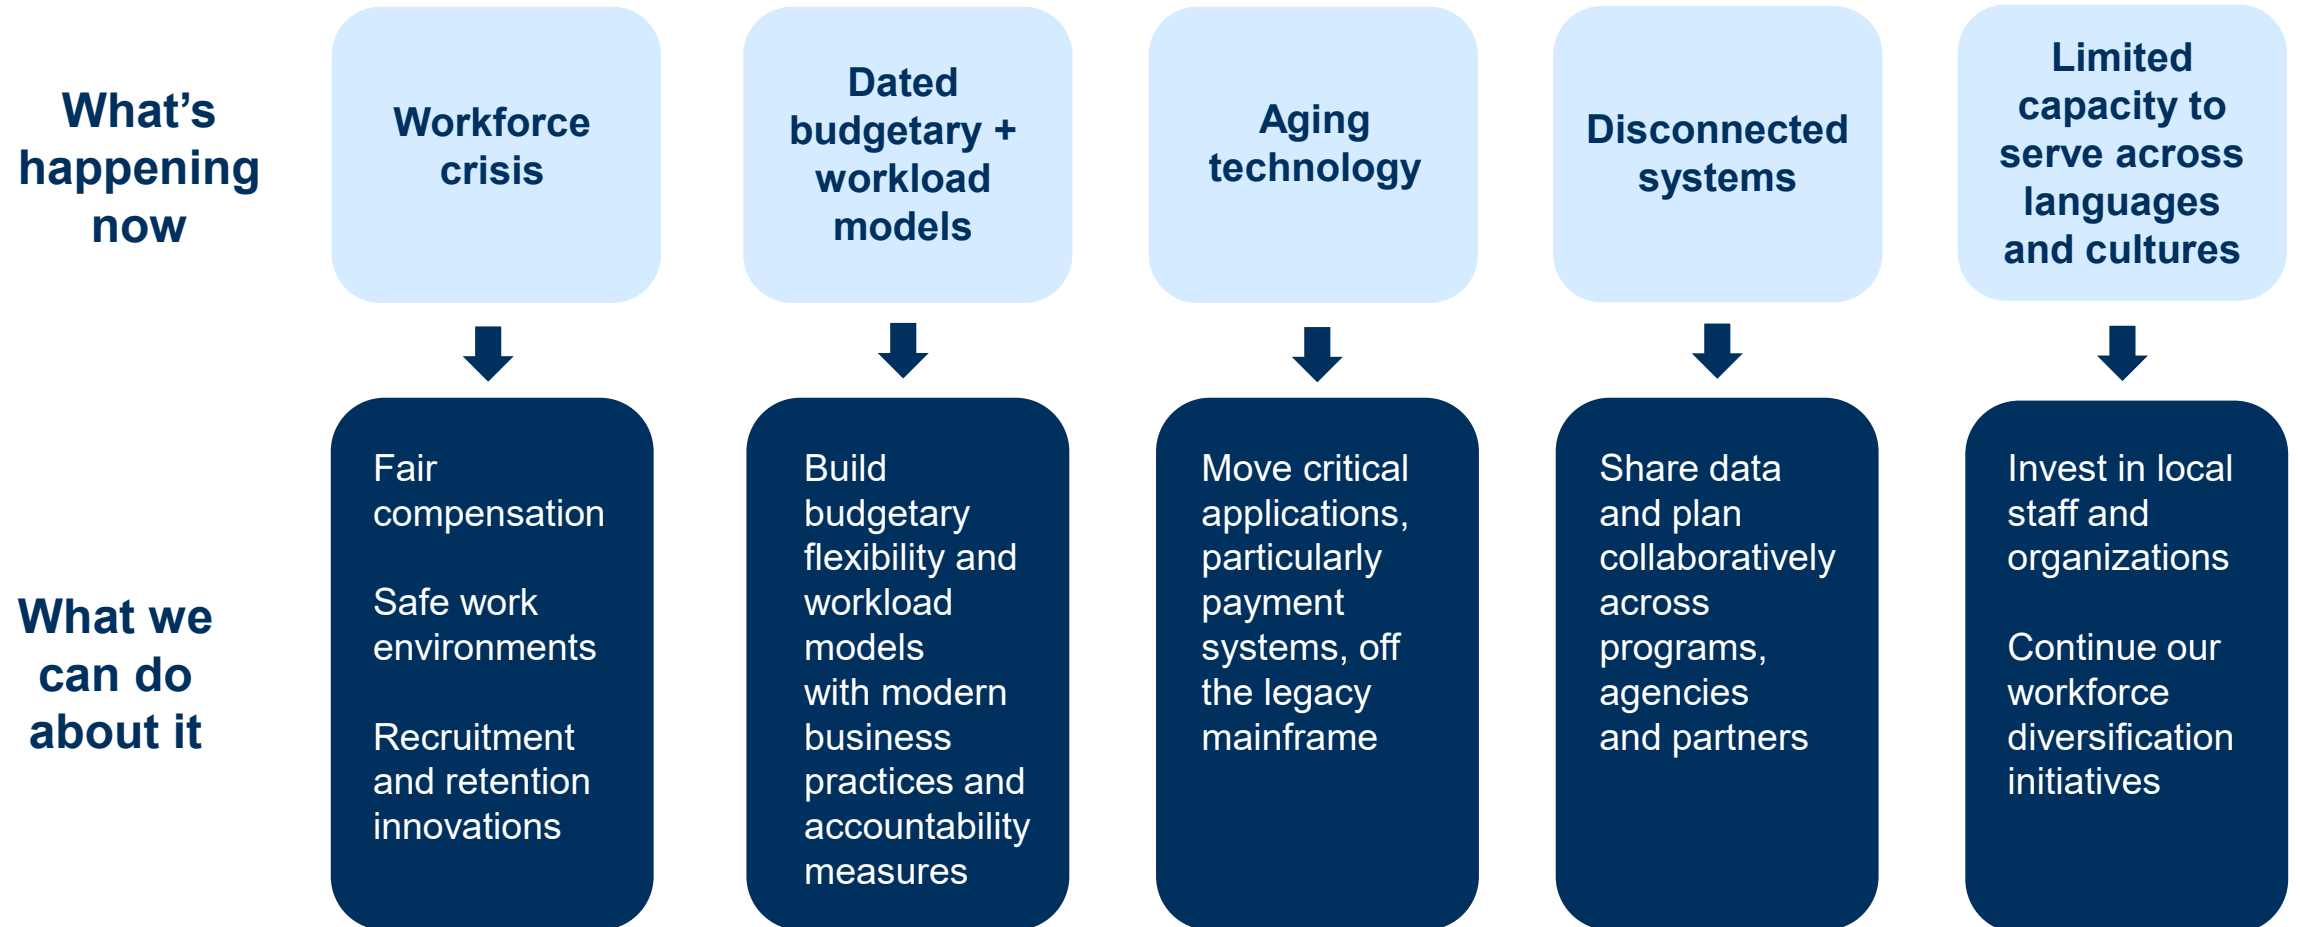 What’s
happening
now
Workforce
crisis
Dated
budgetary +
workload
models
Aging
technology
Disconnected
systems
Limited
capacity to
serve across
languages
and cultures
What we
can do
about it
Fair
compensation
Safe work
environments
Recruitment
and retention
innovations
Build
budgetary
flexibility and
workload
models
with modern
business
practices and
accountability
measures
Move critical
applications,
particularly
payment
systems, off
the legacy
mainframe
Share data
and plan
collaboratively
across
programs,
agencies
and partners
Invest in local
staff and
organizations
Continue our
workforce
diversification
initiatives